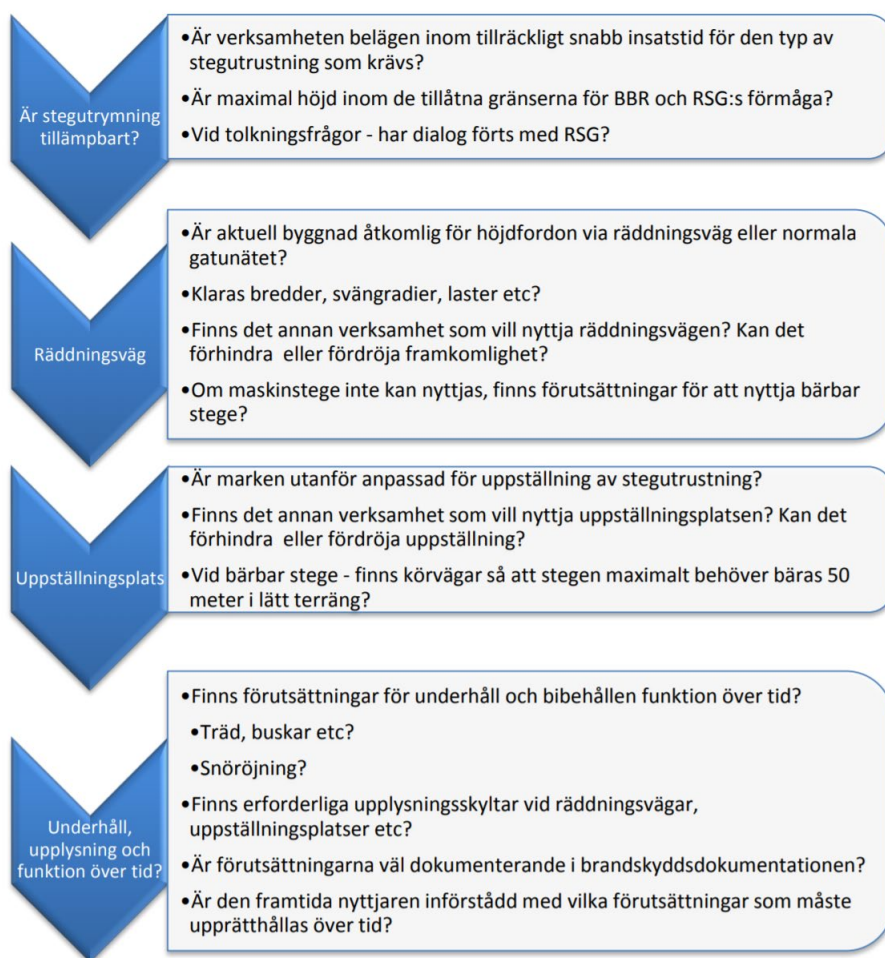 Är stegutrymning
tillämpbart?
•Är verksamheten belägen inom tillräckligt snabb insatstid för den typ av
stegutrustning som krävs?
•Är maximal höjd inom de tillåtna gränserna för BBR och RSG:s förmåga?
•Vid tolkningsfrågor - har dialog förts med RSG?
Räddningsväg
•Är aktuell byggnad åtkomlig för höjdfordon via räddningsväg eller normala
gatunätet?
•Klaras bredder, svängradier, laster etc?
•Finns det annan verksamhet som vill nyttja räddningsvägen? Kan det
förhindra eller fördröja framkomlighet?
•Om maskinstege inte kan nyttjas, finns förutsättningar för att nyttja bärbar
stege?
Uppställningsplats
•Är marken utanför anpassad för uppställning av stegutrustning?
•Finns det annan verksamhet som vill nyttja uppställningsplatsen? Kan det
förhindra eller fördröja uppställning?
•Vid bärbar stege - finns körvägar så att stegen maximalt behöver bäras 50
meter i lätt terräng?
Underhåll,
upplysning och
funktion över tid?
•Finns förutsättningar för underhåll och bibehållen funktion över tid?
•Träd, buskar etc?
•Snöröjning?
•Finns erforderliga upplysningsskyltar vid räddningsvägar,
uppställningsplatser etc?
•Är förutsättningarna väl dokumenterande i brandskyddsdokumentationen?
•Är den framtida nyttjaren införstådd med vilka förutsättningar som måste
upprätthållas över tid?